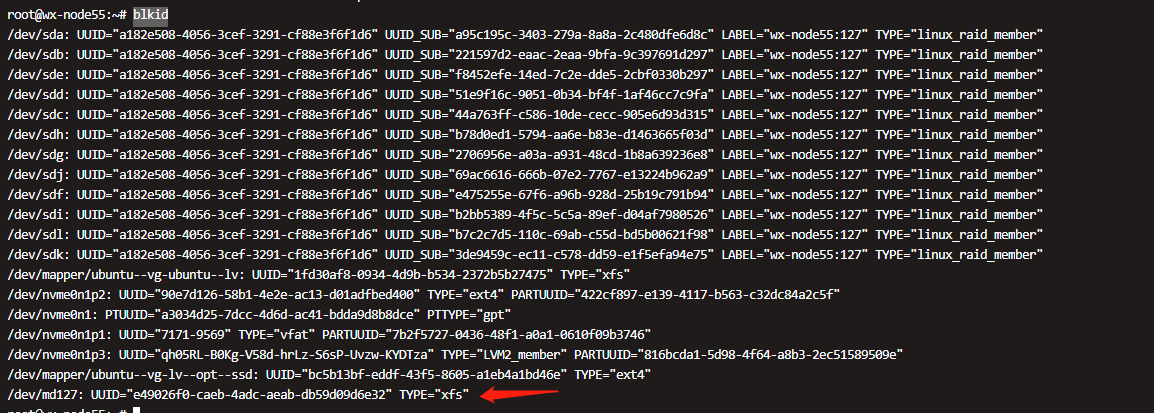 root@wx-node55:~# blkid
/dev/sda: UUID="a182e508-4056-3cef-3291-cf88e3f6f1d6" UUID_SUB="a95c195c-3403-279a-8a8a-2c480dfe6d8c" LABEL="wx-node55:127" TYPE="linux_raid_member"
/dev/sdb: UUID="a182e508-4056-3cef-3291-cf88e3f6f1d6" UUID_SUB="221597d2-eaac-2eaa-9bfa-9c397691d297" LABEL="wx-node55:127" TYPE="linux_raid_member"
/dev/sde: UUID="a182e508-4056-3cef-3291-cf88e3f6f1d6" UUID_SUB="f8452efe-14ed-7c2e-dde5-2cbf0330b297" LABEL="wx-node55:127" TYPE="linux_raid_member"
/dev/sdd: UUID="a182e508-4056-3cef-3291-cf88e3f6f1d6" UUID_SUB="51e9f16c-9051-0b34-bf4f-1af46cc7c9fa" LABEL="wx-node55:127" TYPE="linux_raid_member"
/dev/sdc: UUID="a182e508-4056-3cef-3291-cf88e3f6f1d6" UUID_SUB="44a763ff-c586-10de-cecc-905e6d93d315" LABEL="wx-node55:127" TYPE="linux_raid_member"
/dev/sdh: UUID="a182e508-4056-3cef-3291-cf88e3f6f1d6" UUID_SUB="b78d0ed1-5794-aa6e-b83e-d1463665f03d" LABEL="wx-node55:127" TYPE="linux_raid_member"
/dev/sdg: UUID="a182e508-4056-3cef-3291-cf88e3f6f1d6" UUID_SUB="2706956e-a03a-a931-48cd-1b8a639236e8" LABEL="wx-node55:127" TYPE="linux_raid_member"
/dev/sdj: UUID="a182e508-4056-3cef-3291-cf88e3f6f1d6" UUID_SUB="69ac6616-666b-07e2-7767-e13224b962a9" LABEL="wx-node55:127" TYPE="linux_raid_member"
/dev/sdf: UUID="a182e508-4056-3cef-3291-cf88e3f6f1d6" UUID_SUB="e475255e-67f6-a96b-928d-25b19c791b94" LABEL="wx-node55:127" TYPE="linux_raid_member"
/dev/sdi: UUID="a182e508-4056-3cef-3291-cf88e3f6f1d6" UUID_SUB="b2bb5389-4f5c-5c5a-89ef-d04af7980526" LABEL="wx-node55:127" TYPE="linux_raid_member"
/dev/sdl: UUID="a182e508-4056-3cef-3291-cf88e3f6f1d6" UUID_SUB="b7c2c7d5-110c-69ab-c55d-bd5b00621f98" LABEL="wx-node55:127" TYPE="linux_raid_member"
/dev/sdk: UUID="a182e508-4056-3cef-3291-cf88e3f6f1d6" UUID_SUB="3de9459c-ec11-c578-dd59-e1f5efa94e75" LABEL="wx-node55:127" TYPE="linux_raid_member"
/dev/mapper/ubuntu--vg-ubuntu--lv: UUID="1fd30af8-0934-4d9b-b534-2372b5b27475" TYPE="xfs"
/dev/nvme0n1p2: UUID="90e7d126-58b1-4e2e-ac13-d01adfbed400" TYPE="ext4" PARTUUID="422cf897-e139-4117-b563-c32dc84a2c5f"
/dev/nvme0n1: PTUUID="a3034d25-7dcc-4d6d-ac41-bdda9d8b8dce" PTTYPE="gpt"
/dev/nvme0n1p1: UUID="7171-9569" TYPE="vfat" PARTUUID="7b2f5727-0436-48f1-a0a1-0610f09b3746"
/dev/nvme0n1p3: UUID="qh05RL-B0Kg-V58d-hrLz-S6sP-Uvzw-KYDTza" TYPE="LVM2_member" PARTUUID="816bcda1-5d98-4f64-a8b3-2ec51589509e"
/dev/mapper/ubuntu--vg-lv--opt--ssd: UUID="bc5b13bf-eddf-43f5-8605-a1eb4a1bd46e" TYPE="ext4"
/dev/md127: UUID="e49026f0-caeb-4adc-aeab-db59d09d6e32" TYPE="xfs"
root@wx-node55:~#